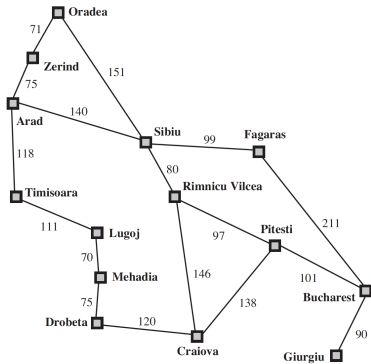 Oradea
71
Zerind
151
75
Arad
140
Sibiu
99
Fagaras
118
80
Timisoara
Rimnicu Vilcea
111
Lugoj
97
Pitesti
211
70
Mehadia
146
101
75
138
Bucharest
Drobeta
120
90
Craiova
Giurgiu